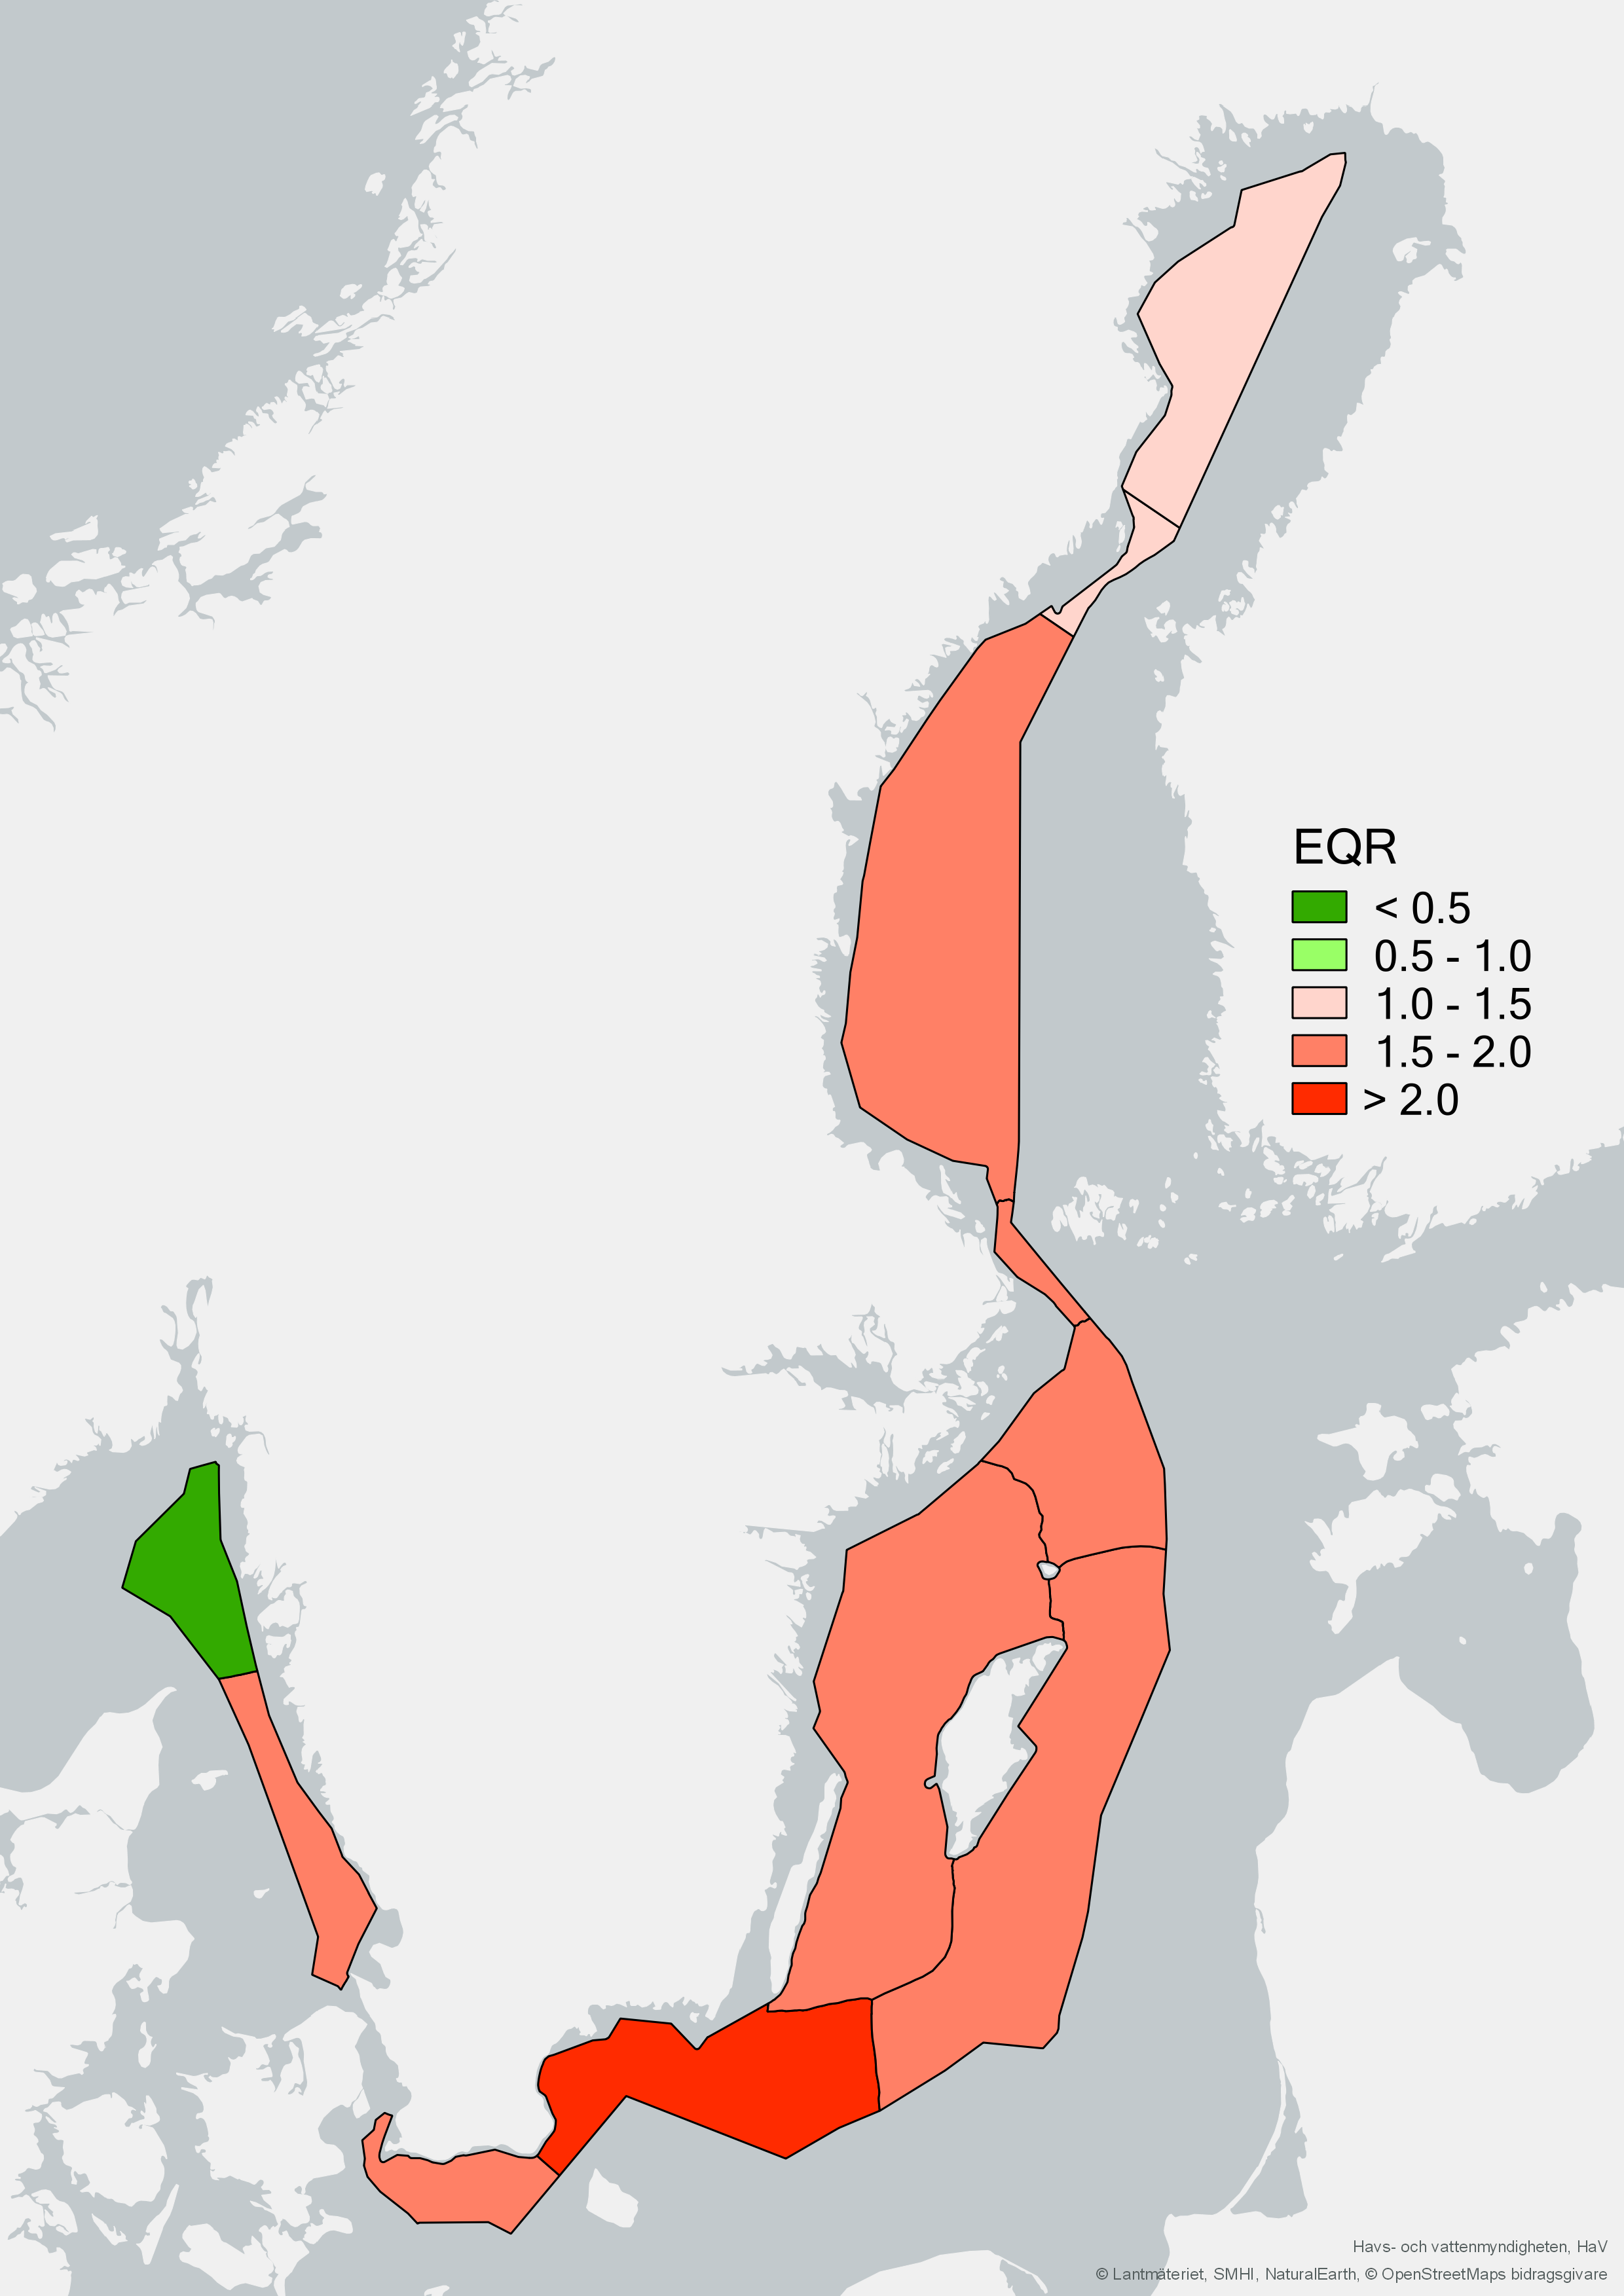 EQR
< 0.5
0.5 - 1.0
1.0 - 1.5
1.5 - 2.0
> 2.0
Havs- och vattenmyndigheten, HaV
© Lantmäteriet, SMHI, NaturalEarth, © OpenStreetMaps bidragsgivare